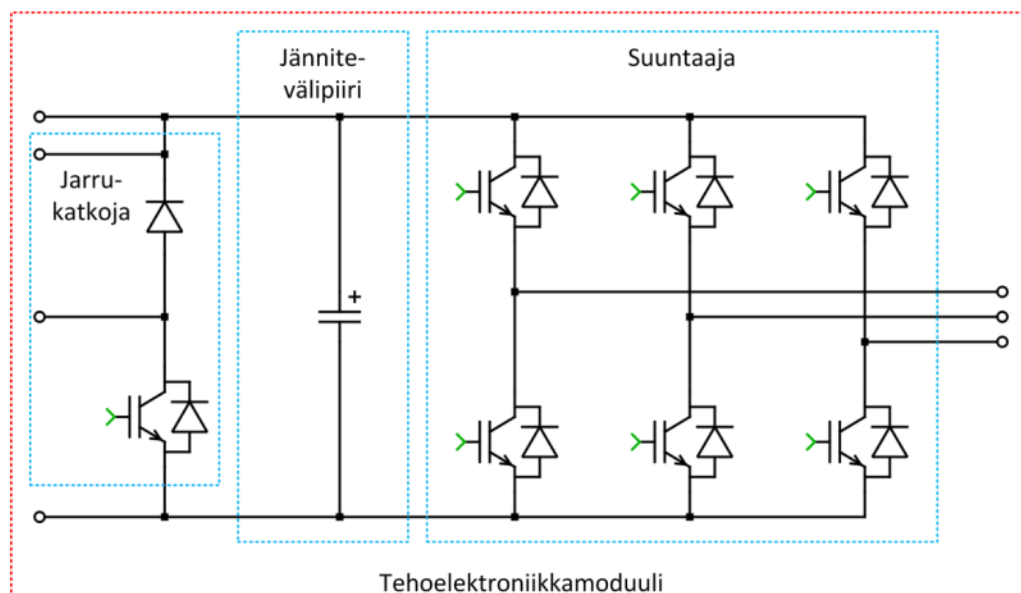 Jännite-
välipiiri
Suuntaaja
Jarru-
katkoja
+
Tehoelektroniikkamoduuli